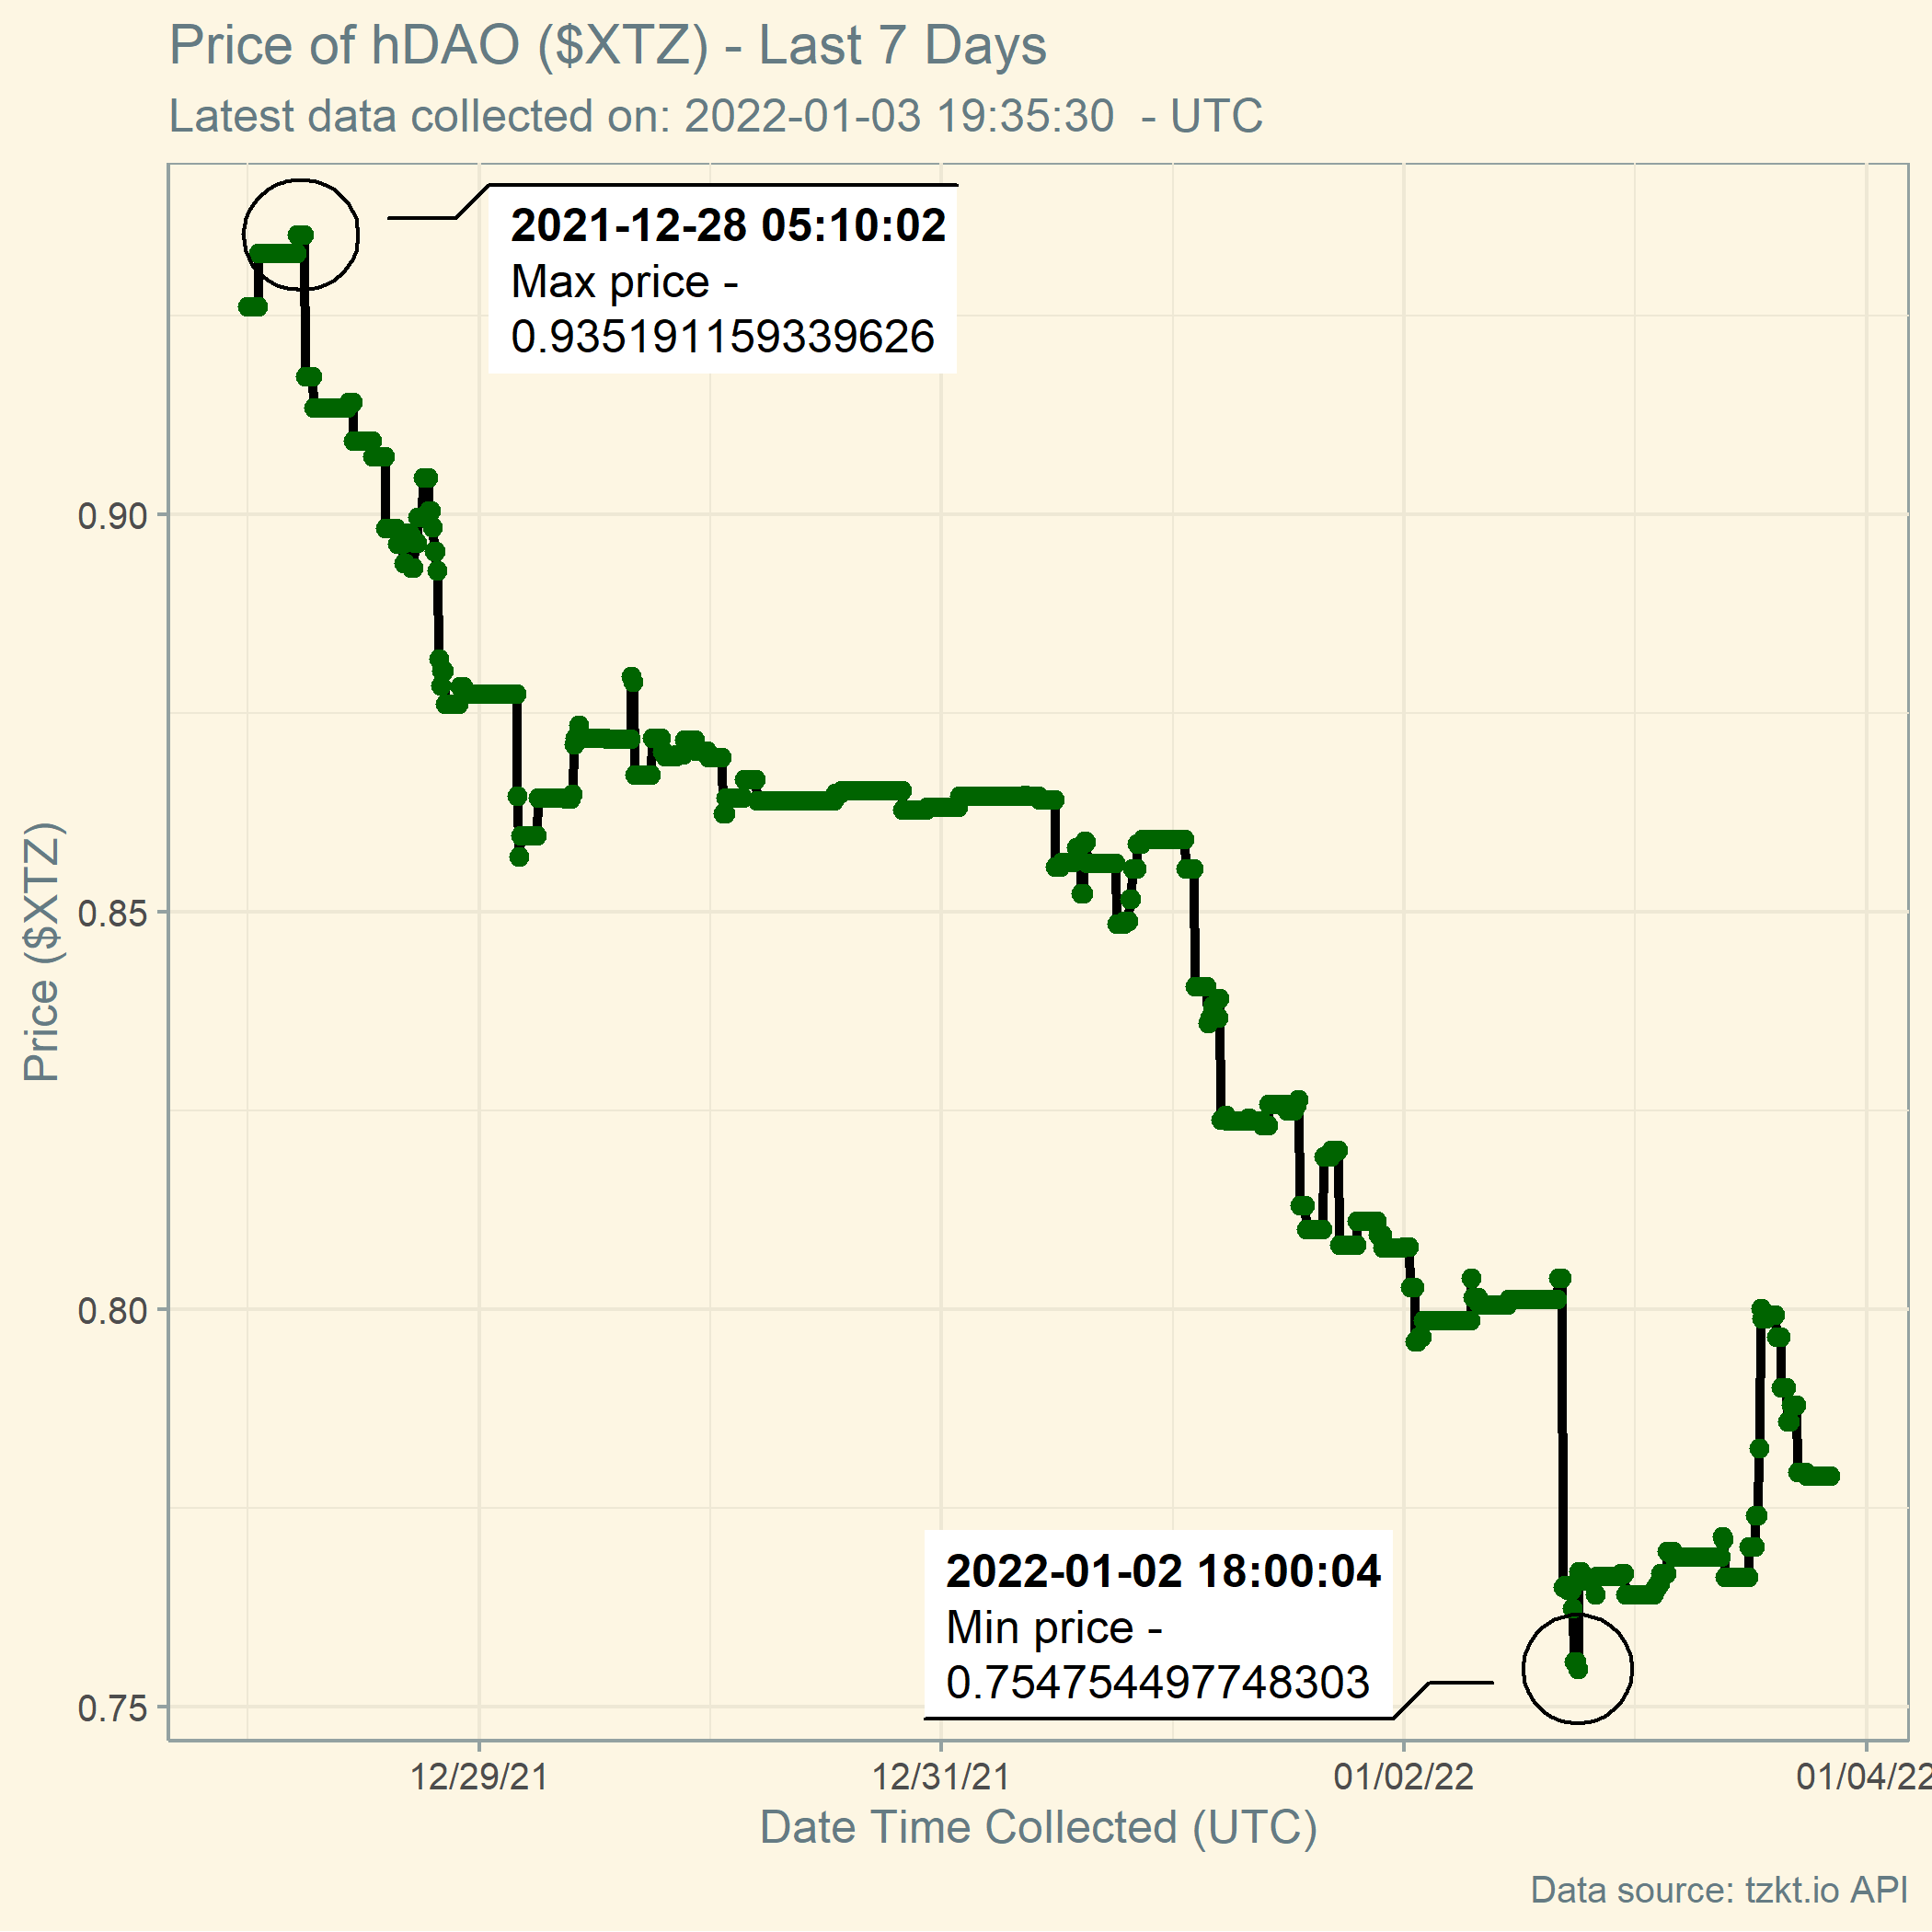 Price of hDAO ($XTZ) - Last 7 Days
Latest data collected on: 2022-01-03 19:35:30  - UTC
2021-12-28 05:10:02
Max price -
0.935191159339626
0.90
0.85
0.80
0.75
Price ($XTZ)
2022-01-02 18:00:04
Min price -
0.754754497748303
12/29/21
12/31/21
01/02/22
01/04/22
Date Time Collected (UTC)
Data source: tzkt.io API